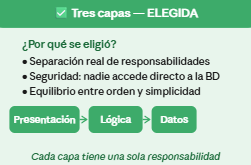 ✅ Tres capas — ELEGIDA
¿Por qué se eligió?
• Separación real de responsabilidades
• Seguridad: nadie accede directo a la BD
• Equilibrio entre orden y simplicidad
Presentación → Lógica → Datos
Cada capa tiene una sola responsabilidad